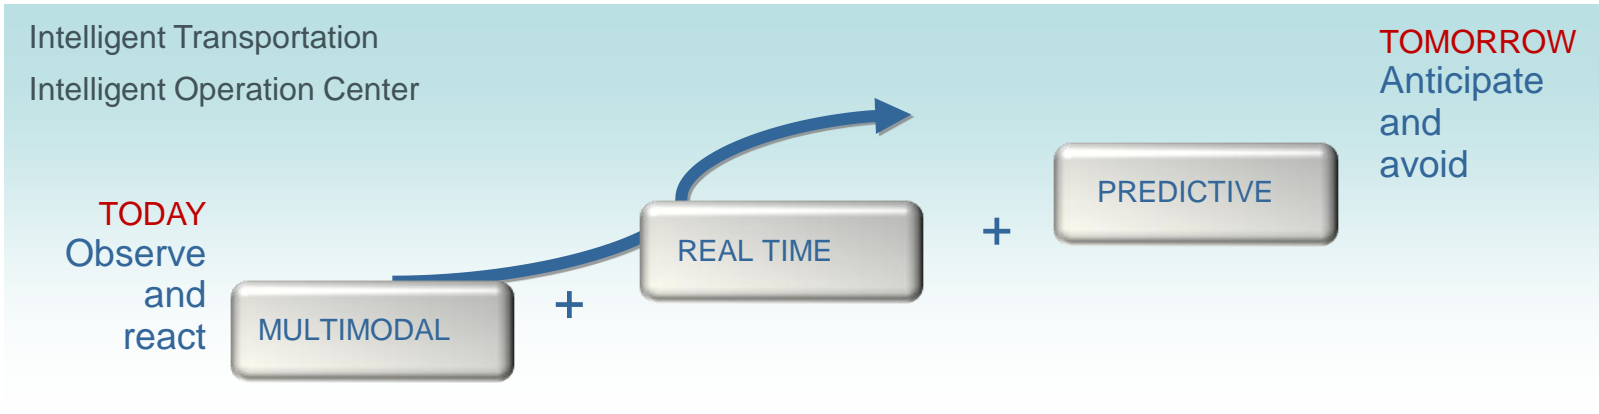 Intelligent Transportation
Intelligent Operation Center
TODAY
Observe
and
react
MULTIMODAL
+
REAL TIME
+
PREDICTIVE
TOMORROW
Anticipate
and
avoid